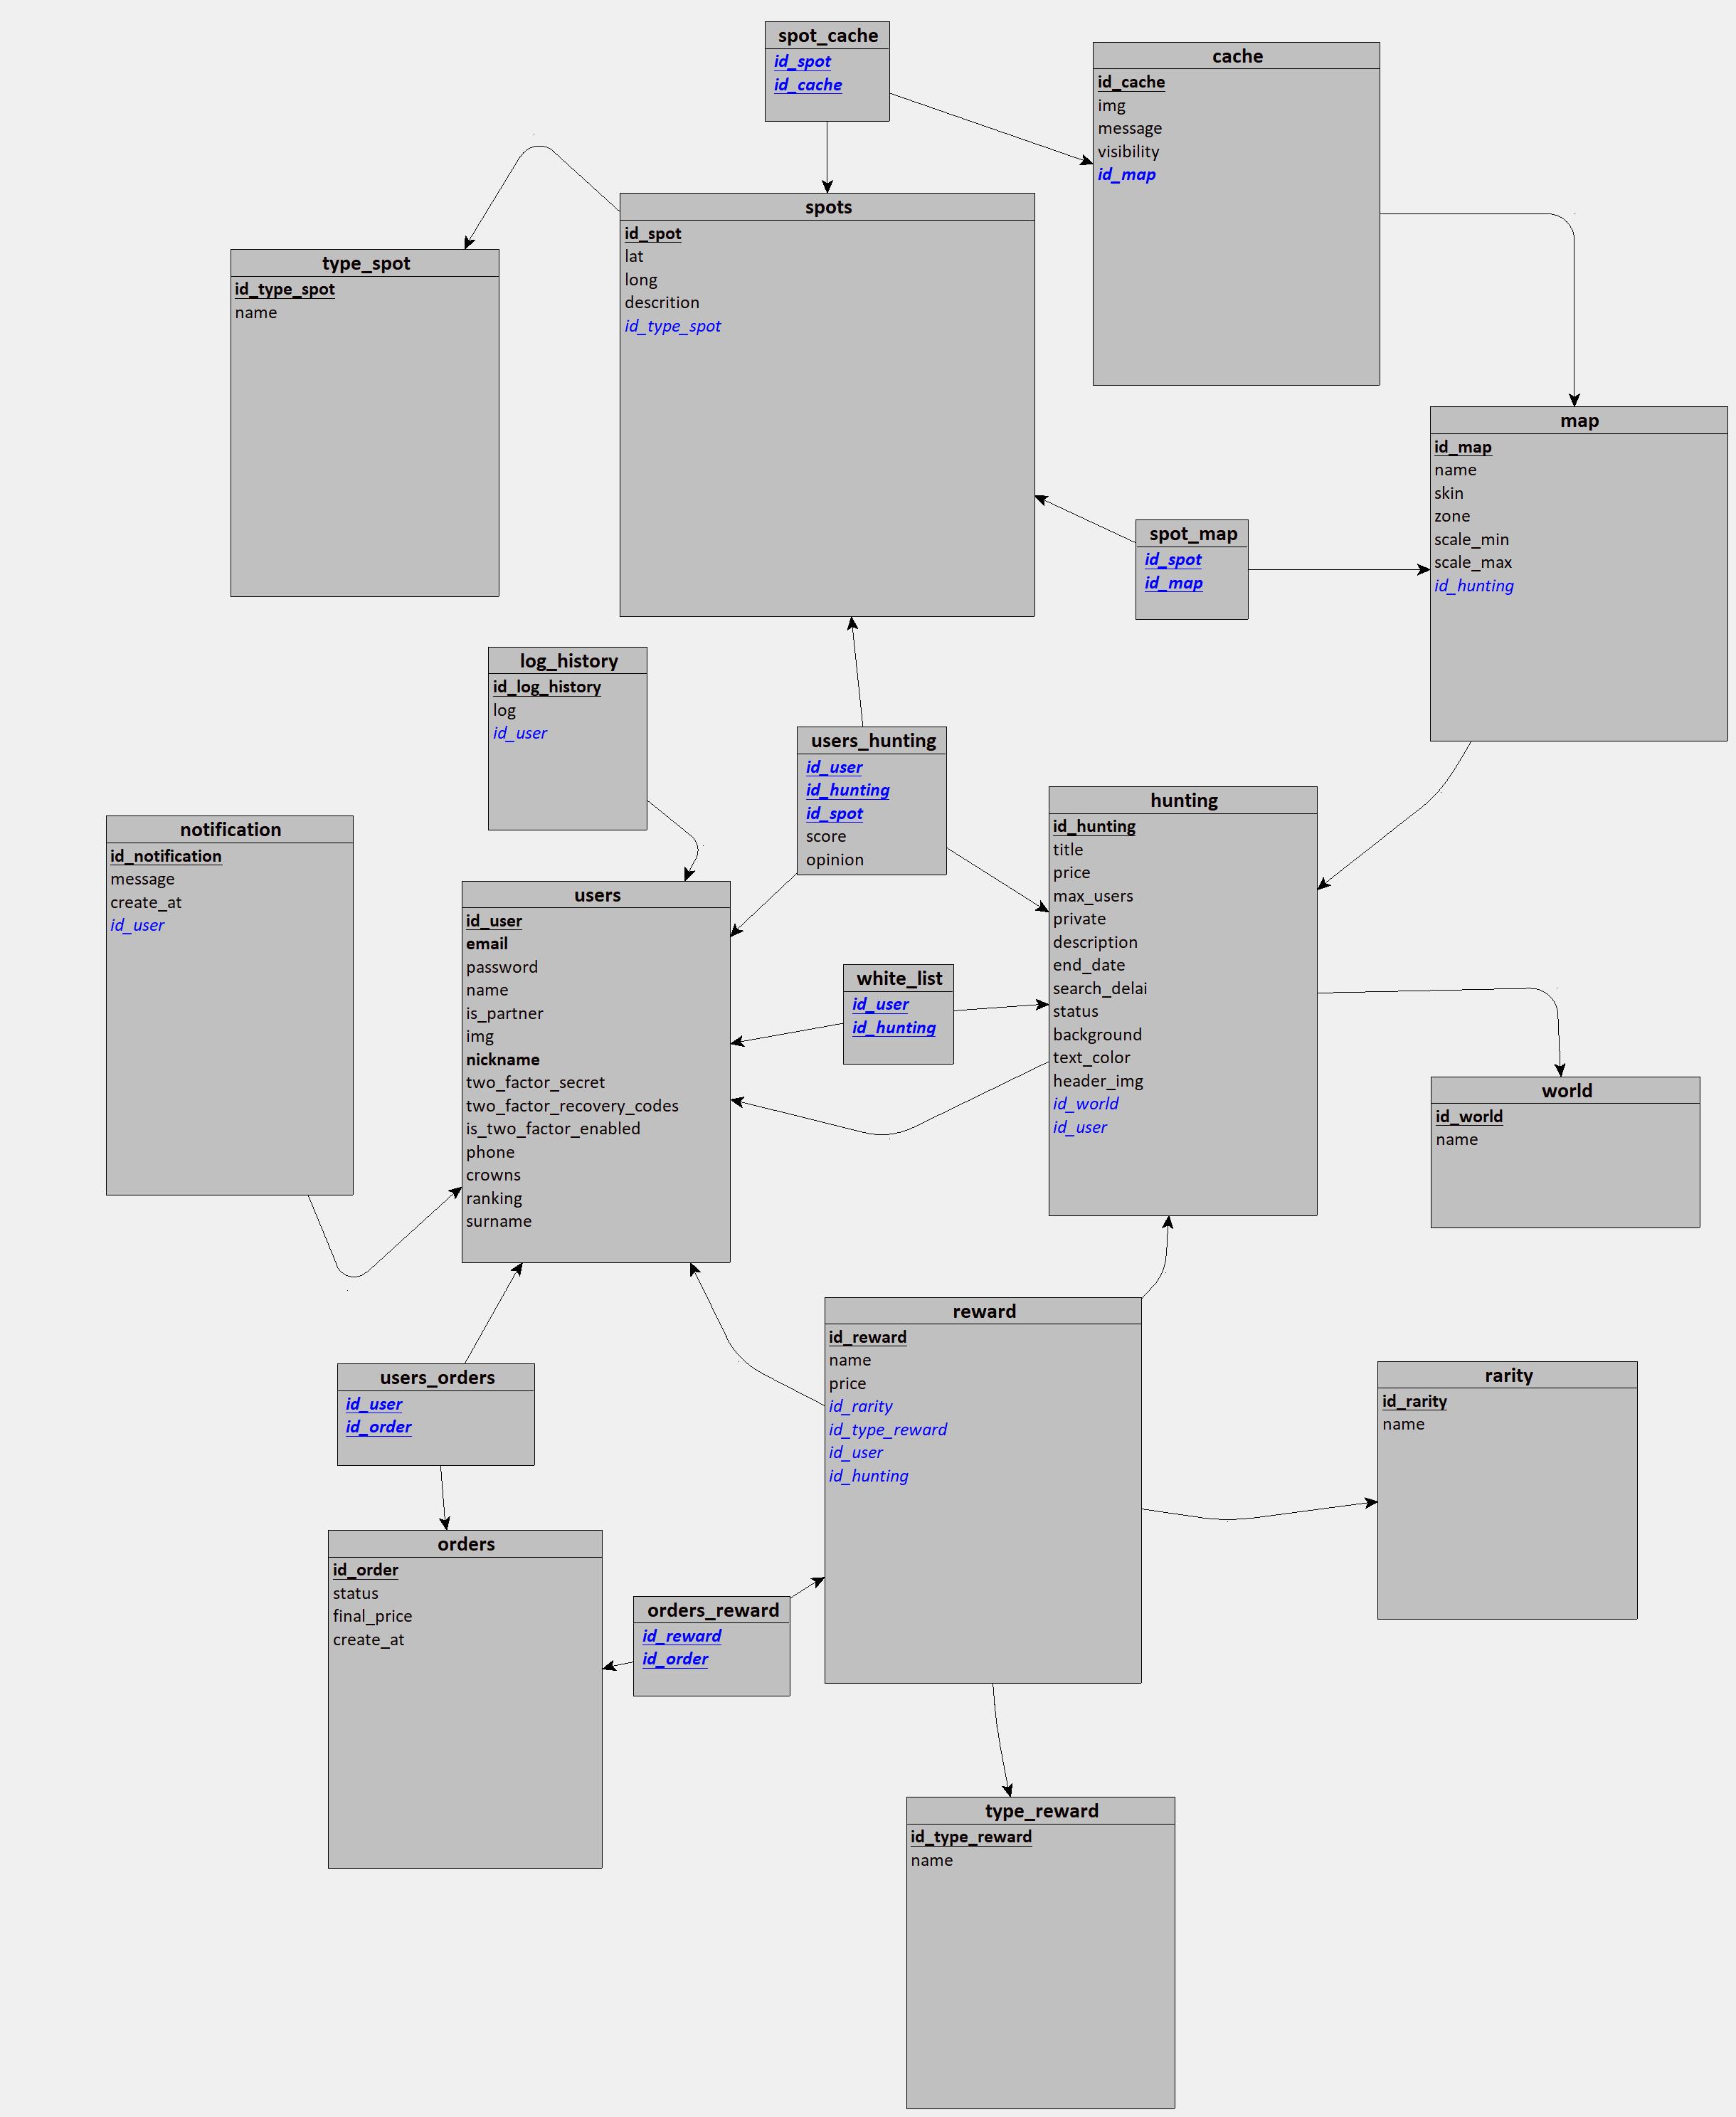 spot_cache
id_spot
id_cache
cache
id_cache
img
message
visibility
id_map
spots
id_spot
lat
long
descrition
id_type_spot
type_spot
id_type_spot
name
map
id_map
name
skin
zone
scale_min
scale_max
id_hunting
spot_map
id_spot
id_map
log_history
id_log_history
log
id_user
users_hunting
id_user
id_hunting
id_spot
score
opinion
hunting
id_hunting
title
price
max_users
private
description
end_date
search_delai
status
background
text_color
header_img
id_world
id_user
notification
id_notification
message
create_at
id_user
users
id_user
email
password
name
is_partner
img
nickname
two_factor_secret
two_factor_recovery_codes
is_two_factor_enabled
phone
crowns
ranking
surname
white_list
id_user
id_hunting
world
id_world
name
reward
id_reward
name
price
id_rarity
id_type_reward
id_user
id_hunting
rarity
id_rarity
name
users_orders
id_user
id_order
orders
id_order
status
final_price
create_at
orders_reward
id_reward
id_order
type_reward
id_type_reward
name